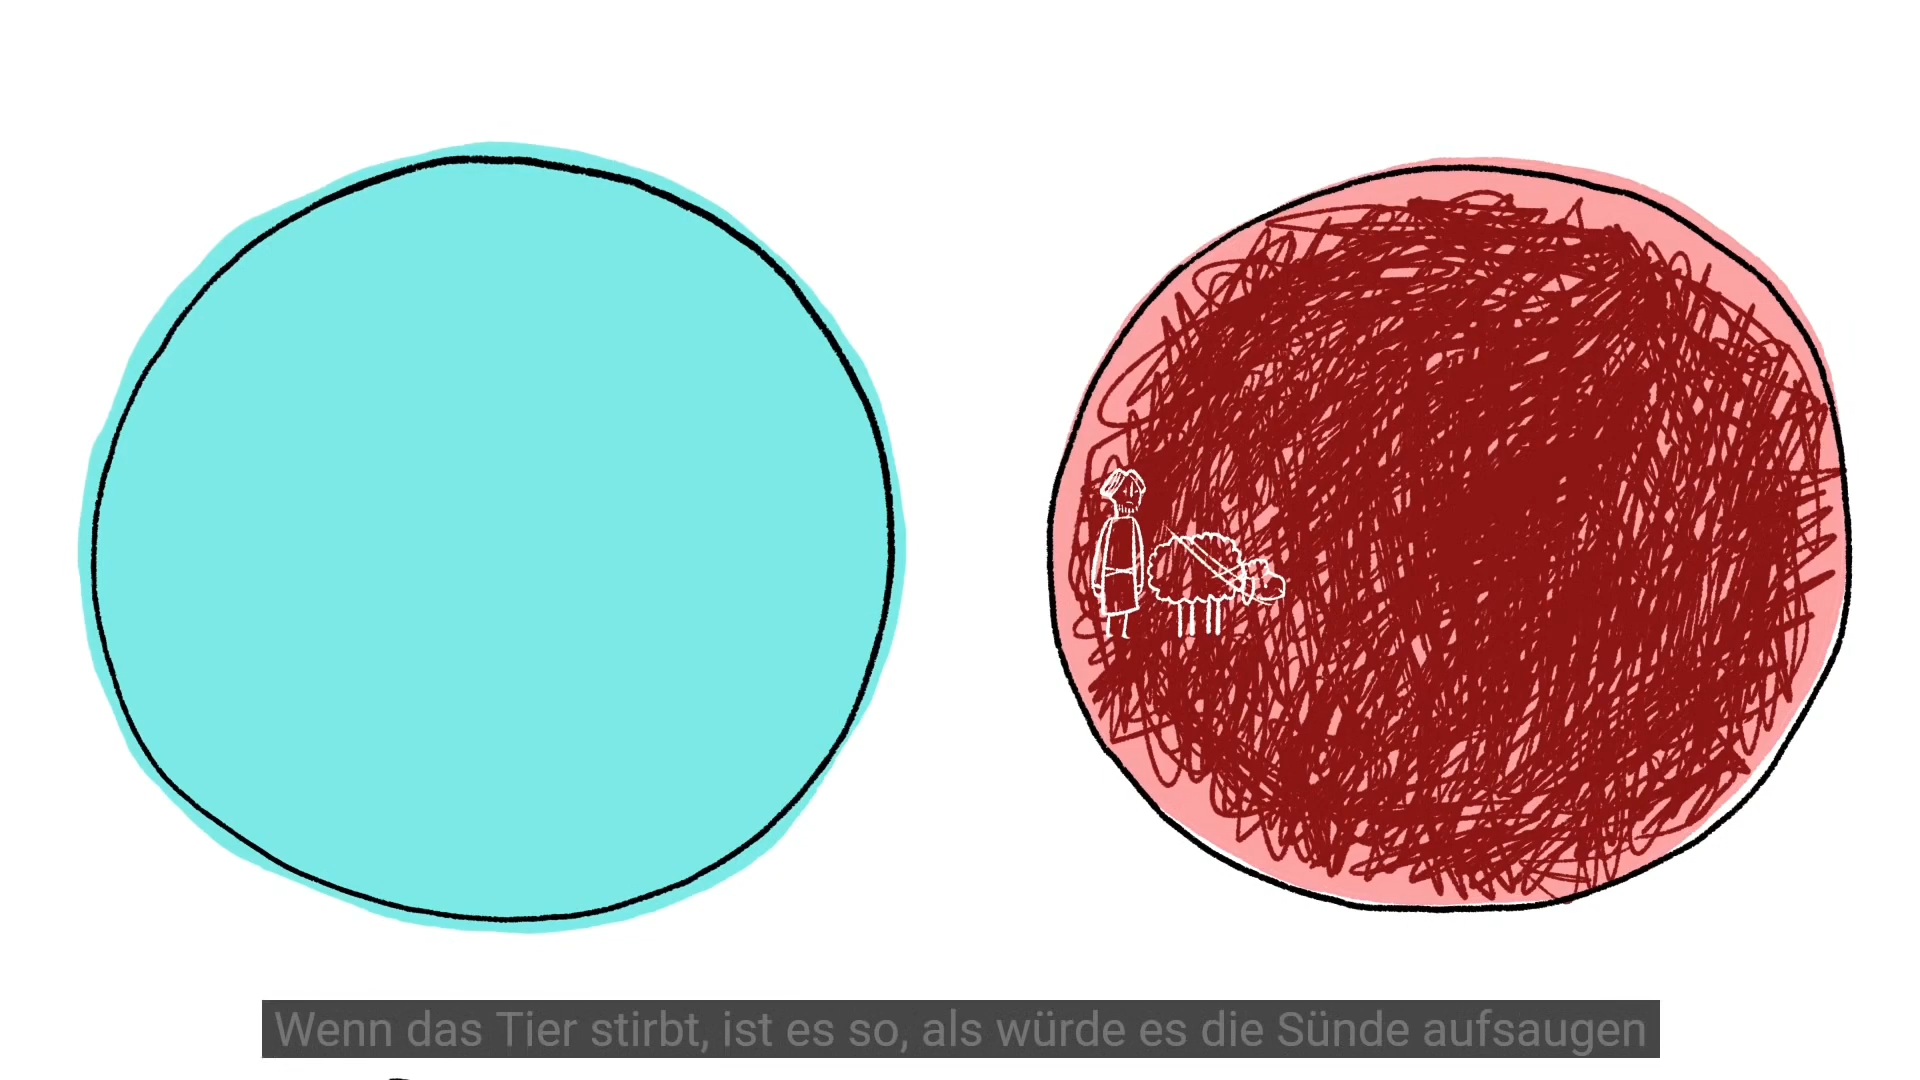 Wenn das Tier stirbt, ist es so, als würde es die Sünde aufsaugen